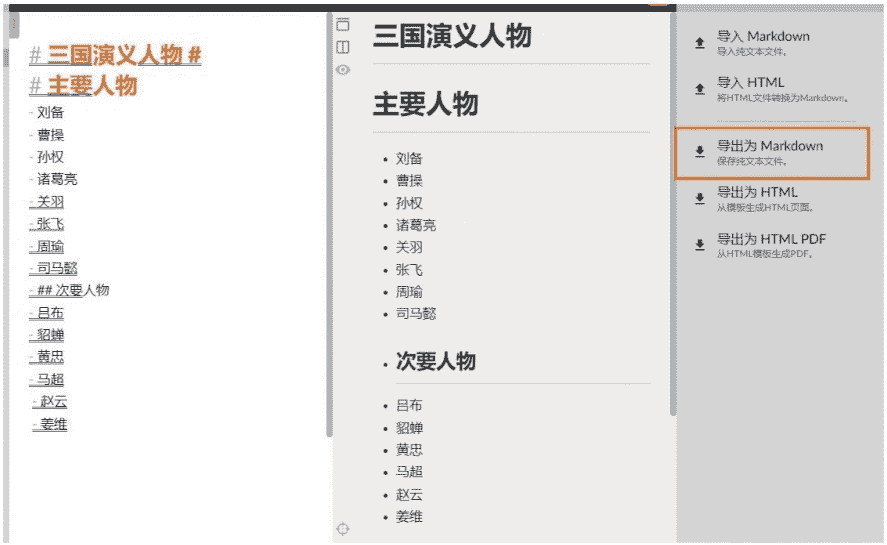 # 三国演义人物 #
# 主要人物
- 刘备
- 曹操
- 孙权
- 诸葛亮
- 关羽
- 张飞
- 周瑜
- 司马懿
- ## 次要人物
- 吕布
- 貂蝉
- 黄忠
- 马超
- 赵云
- 姜维
三国演义人物
主要人物
• 刘备
• 曹操
• 孙权
• 诸葛亮
• 关羽
• 张飞
• 周瑜
• 司马懿
• 次要人物
• 吕布
• 貂蝉
• 黄忠
• 马超
• 赵云
• 姜维
导入 Markdown
导入纯文本文件。
导入 HTML
将HTML文件转换为Markdown。
导出为 Markdown
保存纯文本文件。
导出为 HTML
从模板生成HTML页面。
导出为 HTML PDF
从HTML模板生成PDF。